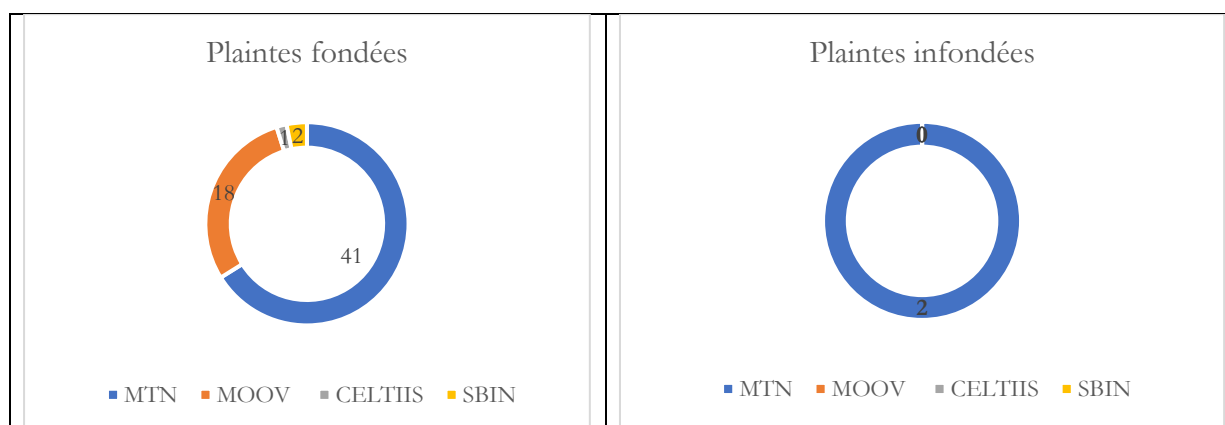 Plaintes fondées
1 2
18
41
MTN MOOV CELTIIS SBIN
Plaintes infondées
0
2
MTN MOOV CELTIIS SBIN